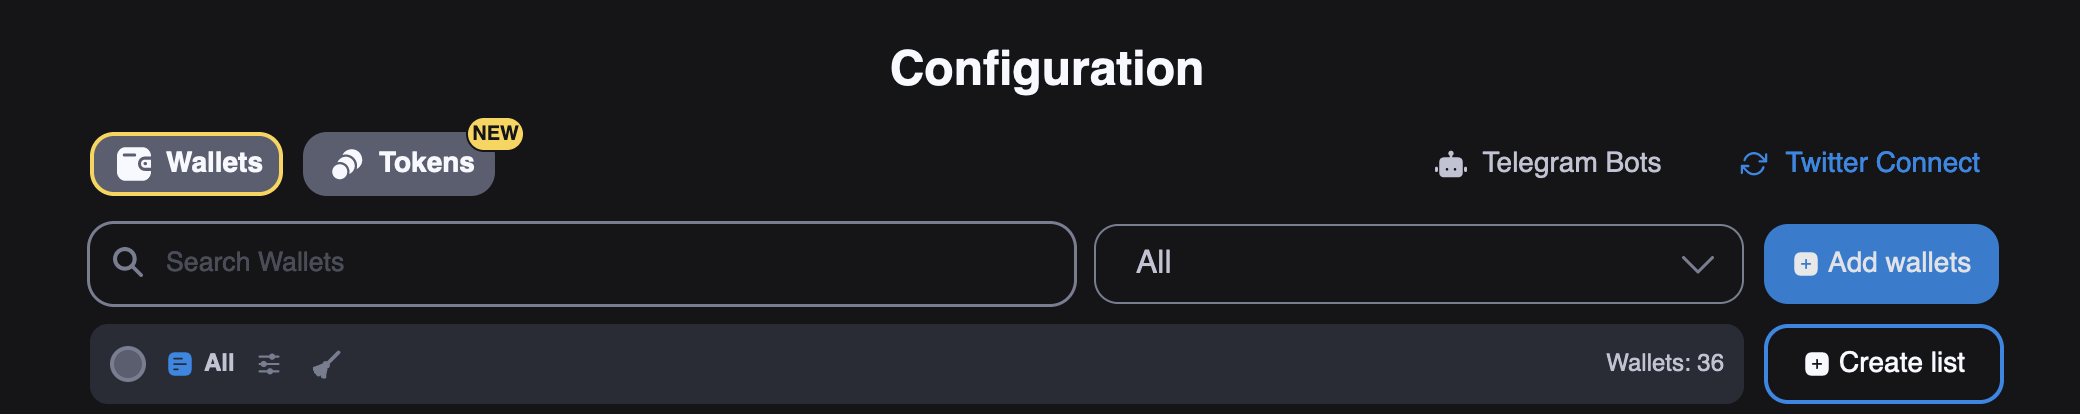 Configuration
Wallets
Tokens
NEW
Telegram Bots
Twitter Connect
Search Wallets
All
Add wallets
All
Wallets: 36
Create list